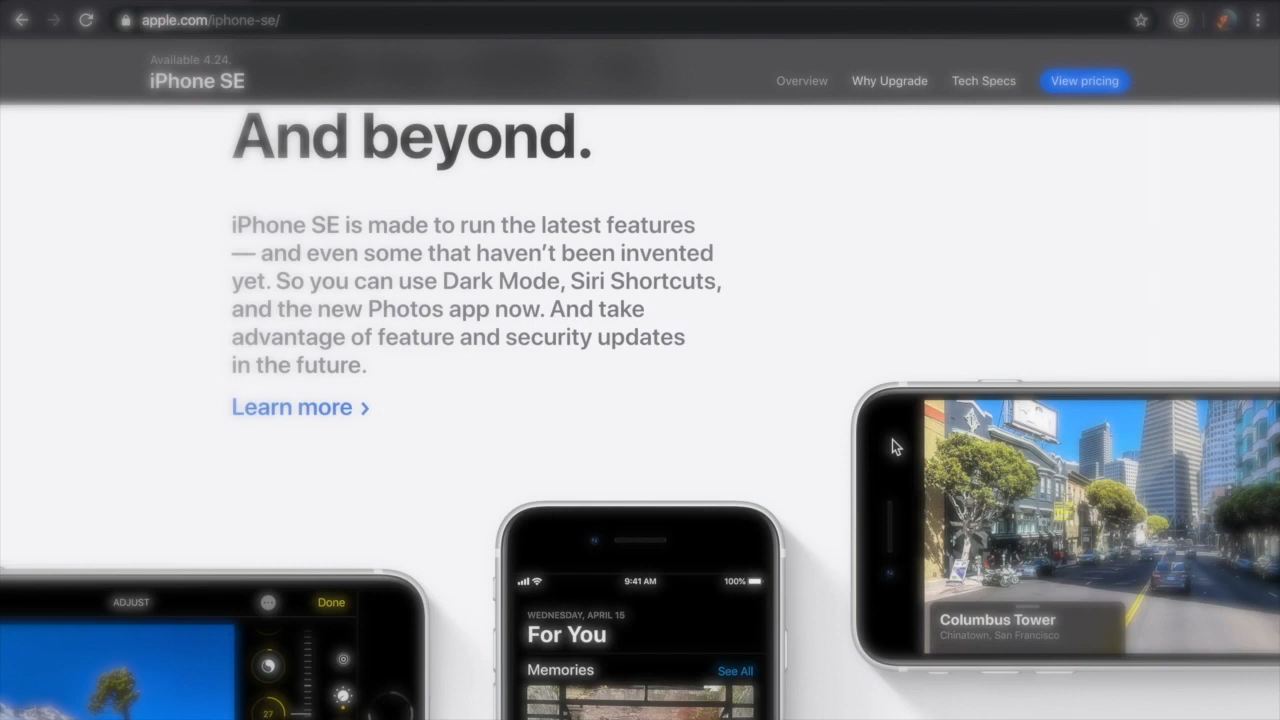 apple.com/iphone-se/
Available 4.24.
iPhone SE
Overview
Why Upgrade
Tech Specs
View pricing
And beyond.
iPhone SE is made to run the latest features
— and even some that haven’t been invented
yet. So you can use Dark Mode, Siri Shortcuts,
and the new Photos app now. And take
advantage of feature and security updates
in the future.
Learn more ›
Columbus Tower
Chinatown, San Francisco
9:41 AM
100%
WEDNESDAY, APRIL 15
For You
Memories
See All
ADJUST
Done
27